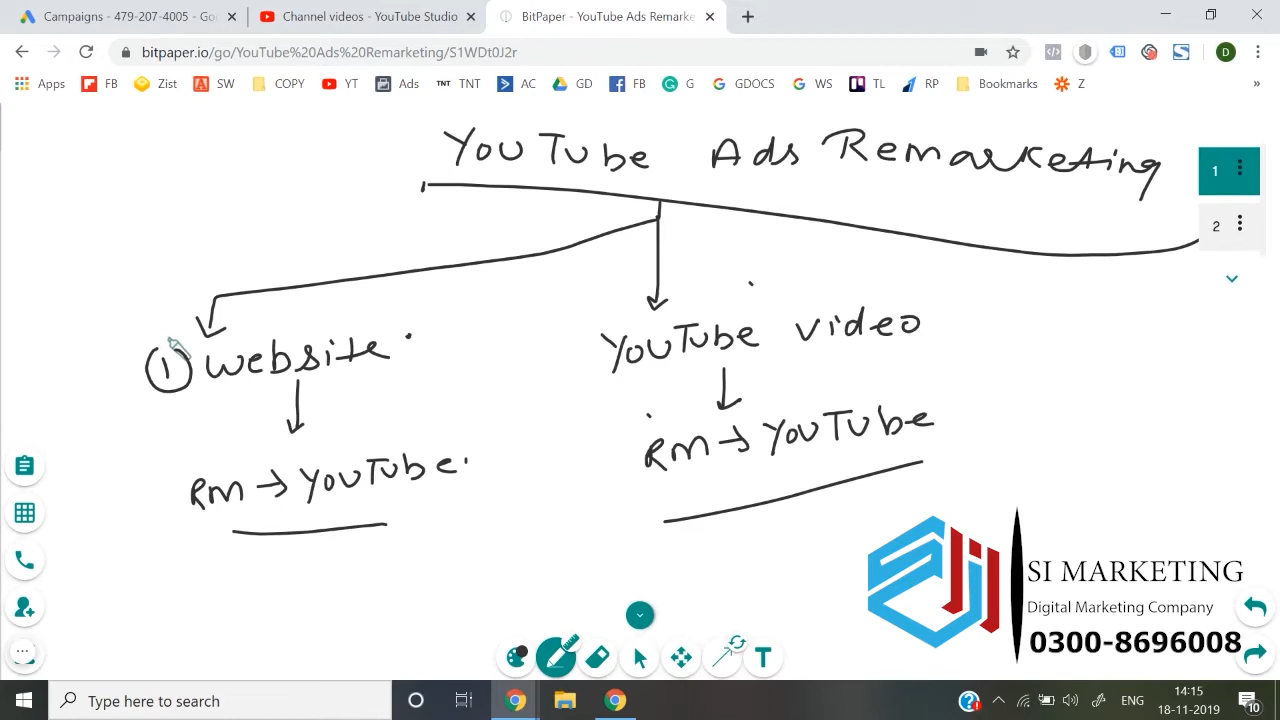 Campaigns - 479-207-4005 - Go
Channel videos - YouTube Studio
BitPaper - YouTube Ads Remarke
bitpaper.io/go/YouTube%20Ads%20Remarketing/S1WDt0J2r
D
Apps FB Zist SW COPY YT Ads TNT TNT AC GD FB G GDOCS WS TL RP Bookmarks Z
YouTube Ads Remarketing
1
2
① website
YouTube video
Rm → YouTube
Rm → YouTube
SI MARKETING
Digital Marketing Company
0300-8696008
T
Type here to search
ENG
14:15
18-11-2019
10